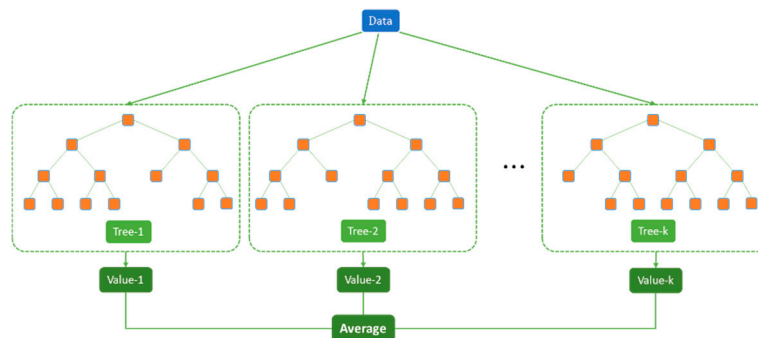 Data
...
Tree-1
Tree-2
Tree-k
Value-1
Value-2
Value-k
Average